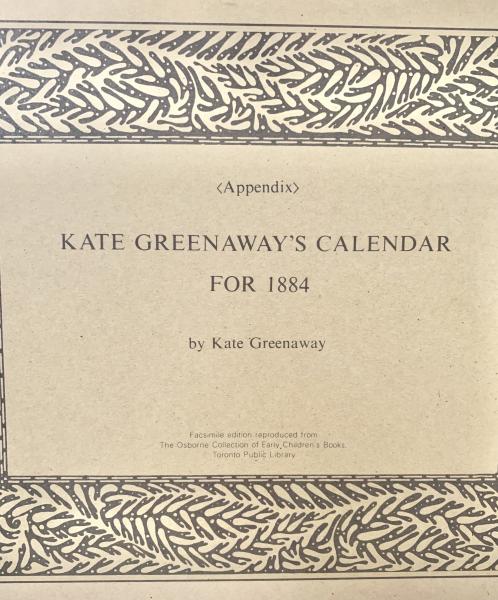 〈Appendix〉
KATE GREENAWAY'S CALENDAR
FOR 1884
by Kate Greenaway
Facsimile edition reproduced from
The Osborne Collection of Early Children's Books.
Toronto Public Library